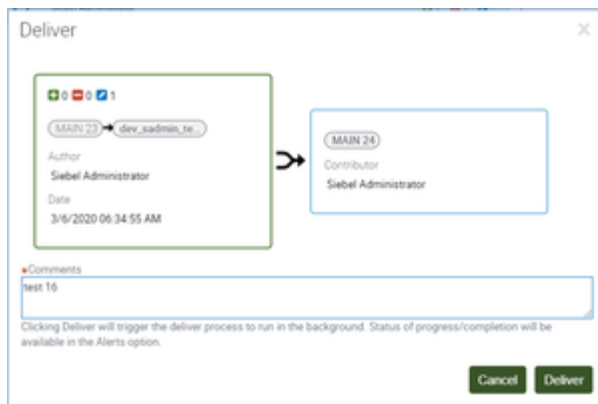 Deliver
0 0 1
MAIN 23 dev_sadmin_te...
Author
Siebel Administrator
Date
3/6/2020 06:34:55 AM
MAIN 24
Contributor
Siebel Administrator
*Comments
test 16
Clicking Deliver will trigger the deliver process to run in the background. Status of progress/completion will be
available in the Alerts option.
Cancel Deliver